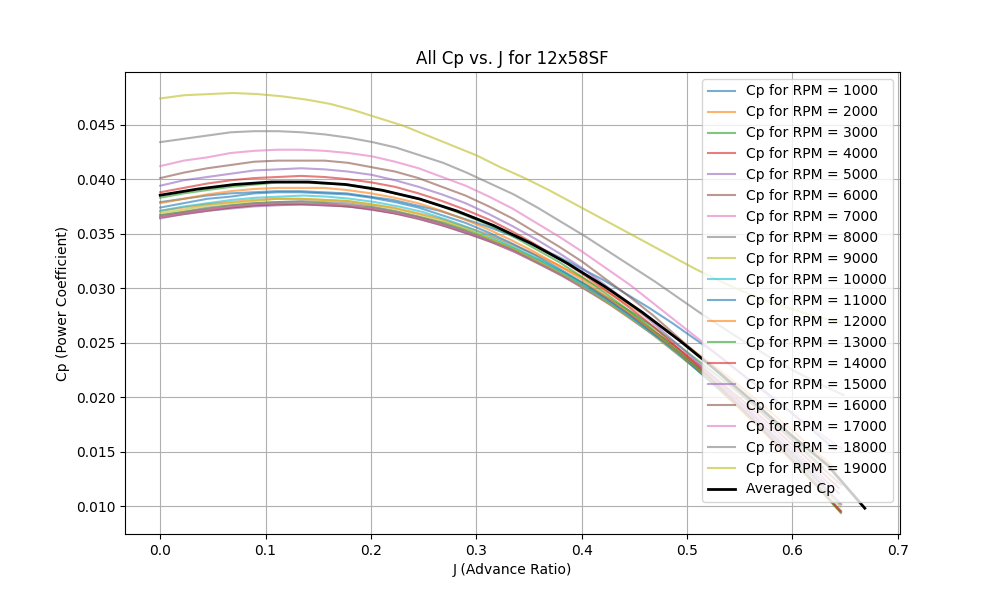 All Cp vs. J for 12x58SF
Cp (Power Coefficient)
0.045
0.040
0.035
0.030
0.025
0.020
0.015
0.010
Cp for RPM = 1000
Cp for RPM = 2000
Cp for RPM = 3000
Cp for RPM = 4000
Cp for RPM = 5000
Cp for RPM = 6000
Cp for RPM = 7000
Cp for RPM = 8000
Cp for RPM = 9000
Cp for RPM = 10000
Cp for RPM = 11000
Cp for RPM = 12000
Cp for RPM = 13000
Cp for RPM = 14000
Cp for RPM = 15000
Cp for RPM = 16000
Cp for RPM = 17000
Cp for RPM = 18000
Cp for RPM = 19000
Averaged Cp
0.0 0.1 0.2 0.3 0.4 0.5 0.6 0.7
J (Advance Ratio)